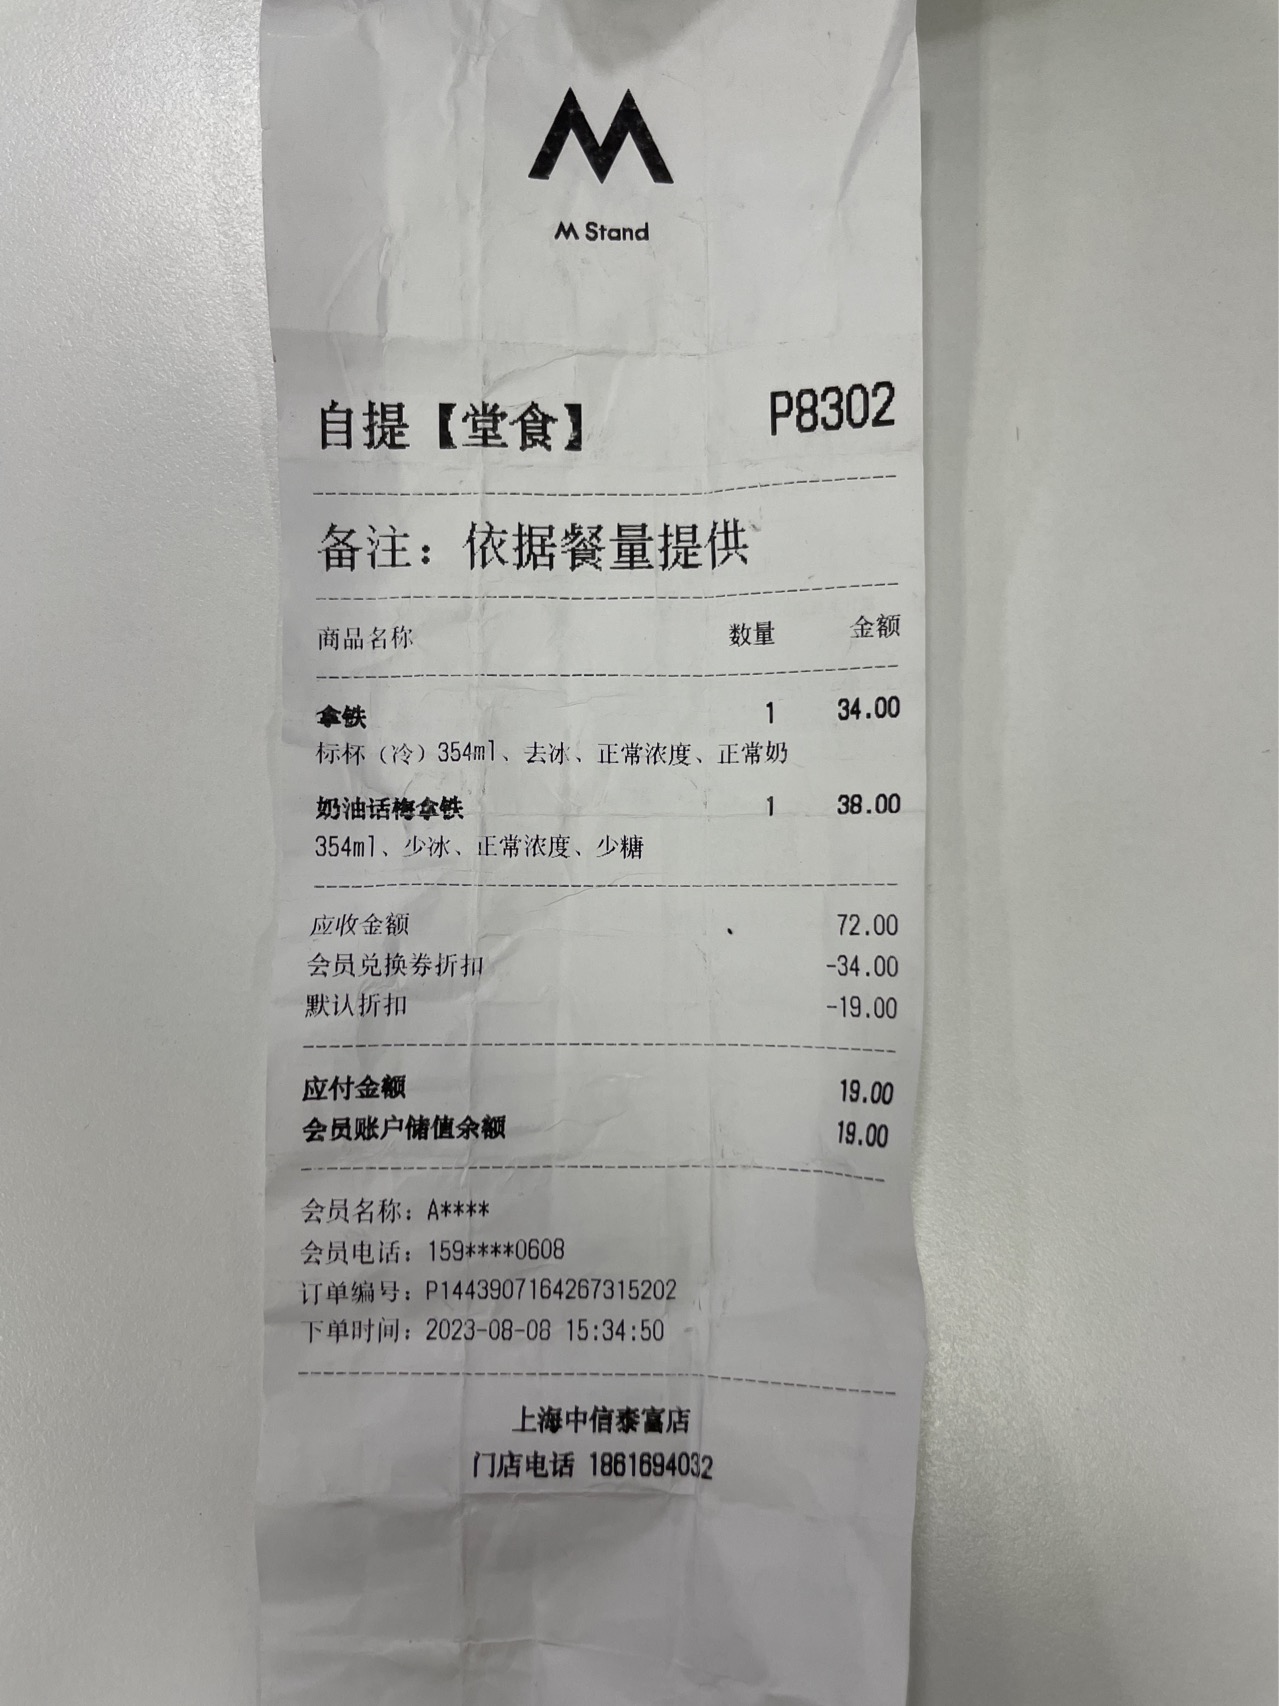 M
M Stand
自提【堂食】 P8302
备注：依据餐量提供
商品名称 数量 金额
拿铁 1 34.00
标杯（冷）354ml、去冰、正常浓度、正常奶
奶油话梅拿铁 1 38.00
354ml、少冰、正常浓度、少糖
应收金额 72.00
会员兑换券折扣 -34.00
默认折扣 -19.00
应付金额 19.00
会员账户储值余额 19.00
会员名称：A****
会员电话：159****0608
订单编号：P1443907164267315202
下单时间：2023-08-08 15:34:50
上海中信泰富店
门店电话 1861694032